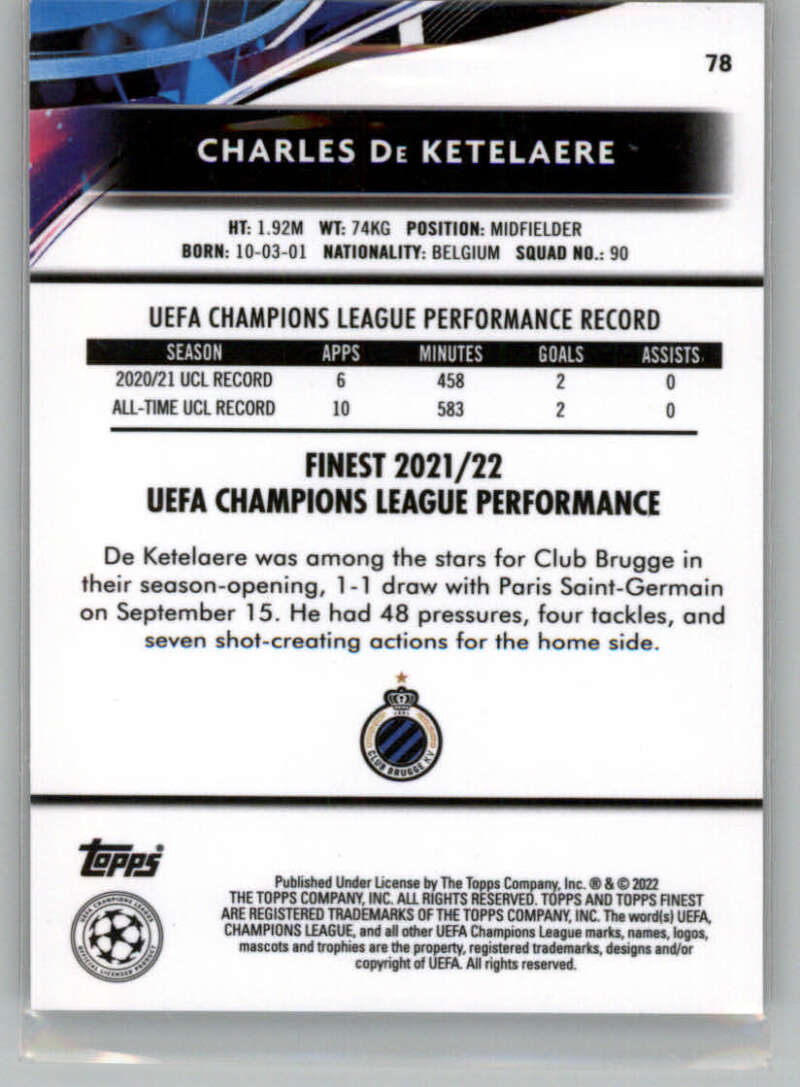 78
CHARLES DE KETELAERE
HT: 1.92M WT: 74KG POSITION: MIDFIELDER
BORN: 10-03-01 NATIONALITY: BELGIUM SQUAD NO.: 90
UEFA CHAMPIONS LEAGUE PERFORMANCE RECORD
SEASON APPS MINUTES GOALS ASSISTS
2020/21 UCL RECORD 6 458 2 0
ALL-TIME UCL RECORD 10 583 2 0
FINEST 2021/22
UEFA CHAMPIONS LEAGUE PERFORMANCE
De Ketelaere was among the stars for Club Brugge in
their season-opening, 1-1 draw with Paris Saint-Germain
on September 15. He had 48 pressures, four tackles, and
seven shot-creating actions for the home side.
1891
CLUB BRUGGE KV
Topps®
UEFA CHAMPIONS LEAGUE
OFFICIAL LICENSED PRODUCT
Published Under License by The Topps Company, Inc. ® & © 2022
THE TOPPS COMPANY, INC. ALL RIGHTS RESERVED. TOPPS AND TOPPS FINEST
ARE REGISTERED TRADEMARKS OF THE TOPPS COMPANY, INC. The word(s) UEFA,
CHAMPIONS LEAGUE, and all other UEFA Champions League marks, names, logos,
mascots and trophies are the property, registered trademarks, designs and/or
copyright of UEFA. All rights reserved.